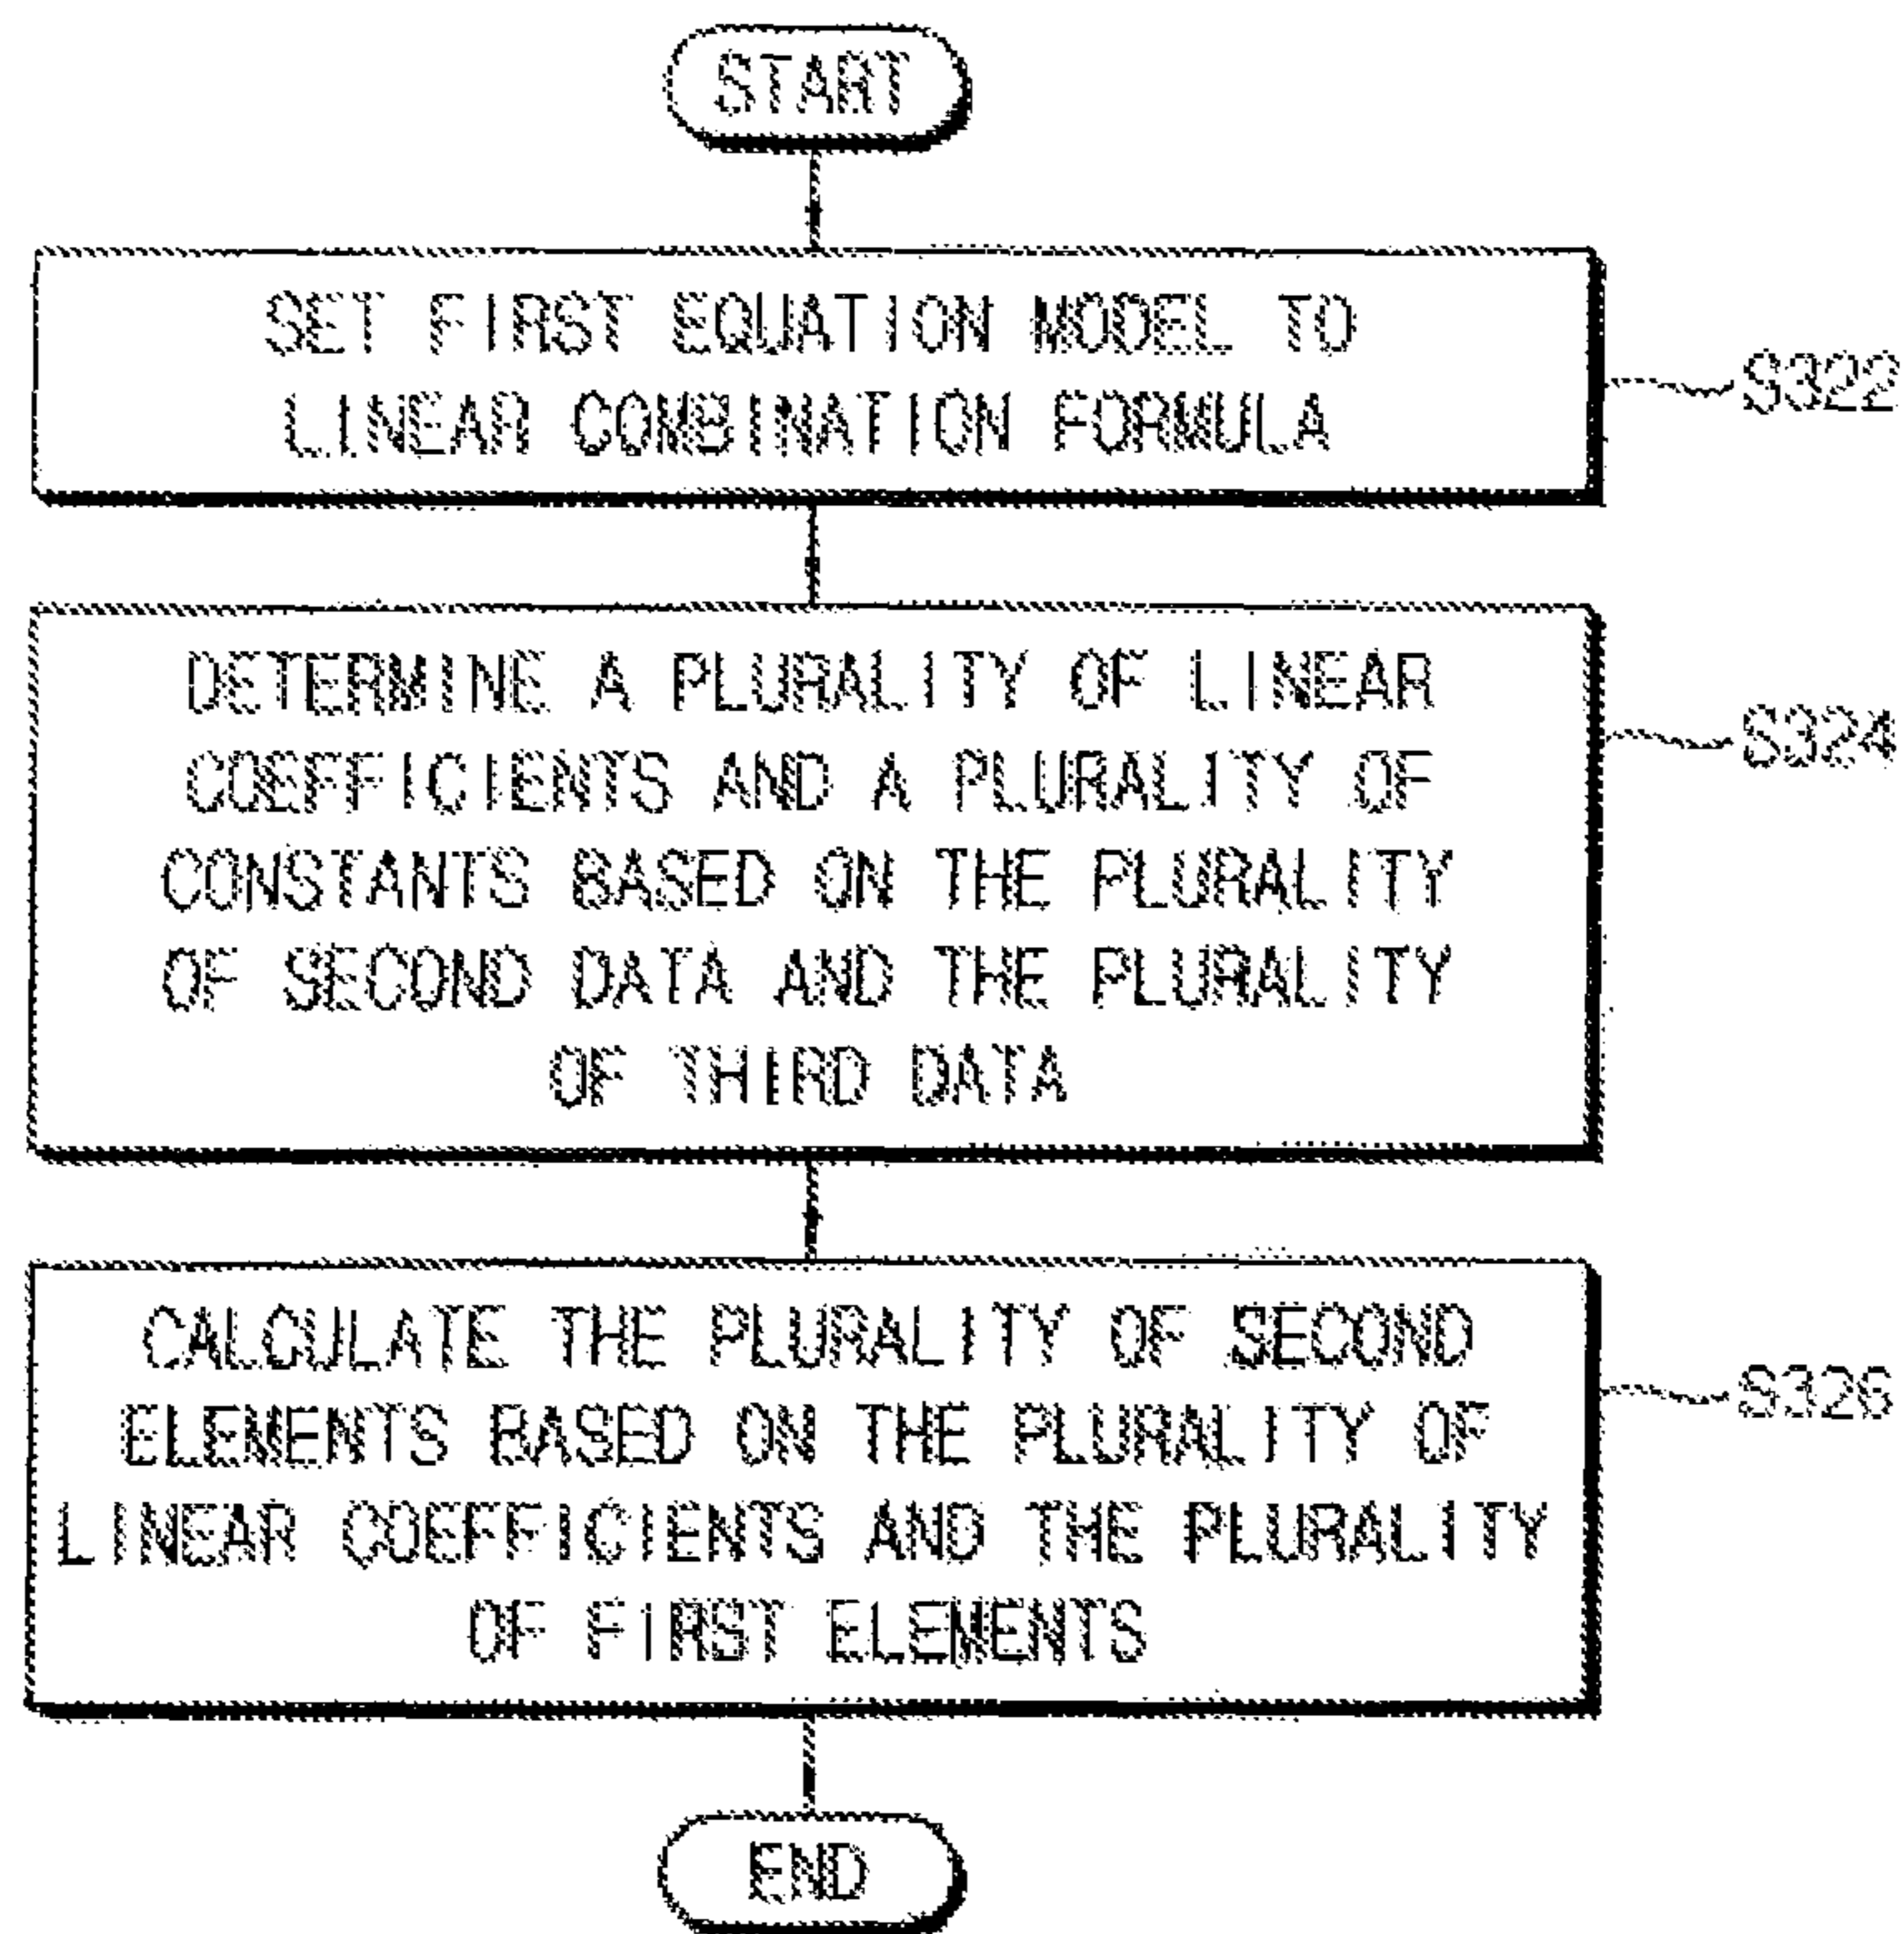 START
SET FIRST EQUATION MODEL TO
LINEAR COMBINATION FORMULA
S322
DETERMINE A PLURALITY OF LINEAR
COEFFICIENTS AND A PLURALITY OF
CONSTANTS BASED ON THE PLURALITY
OF SECOND DATA AND THE PLURALITY
OF THIRD DATA
S324
CALCULATE THE PLURALITY OF SECOND
ELEMENTS BASED ON THE PLURALITY OF
LINEAR COEFFICIENTS AND THE PLURALITY
OF FIRST ELEMENTS
S326
END